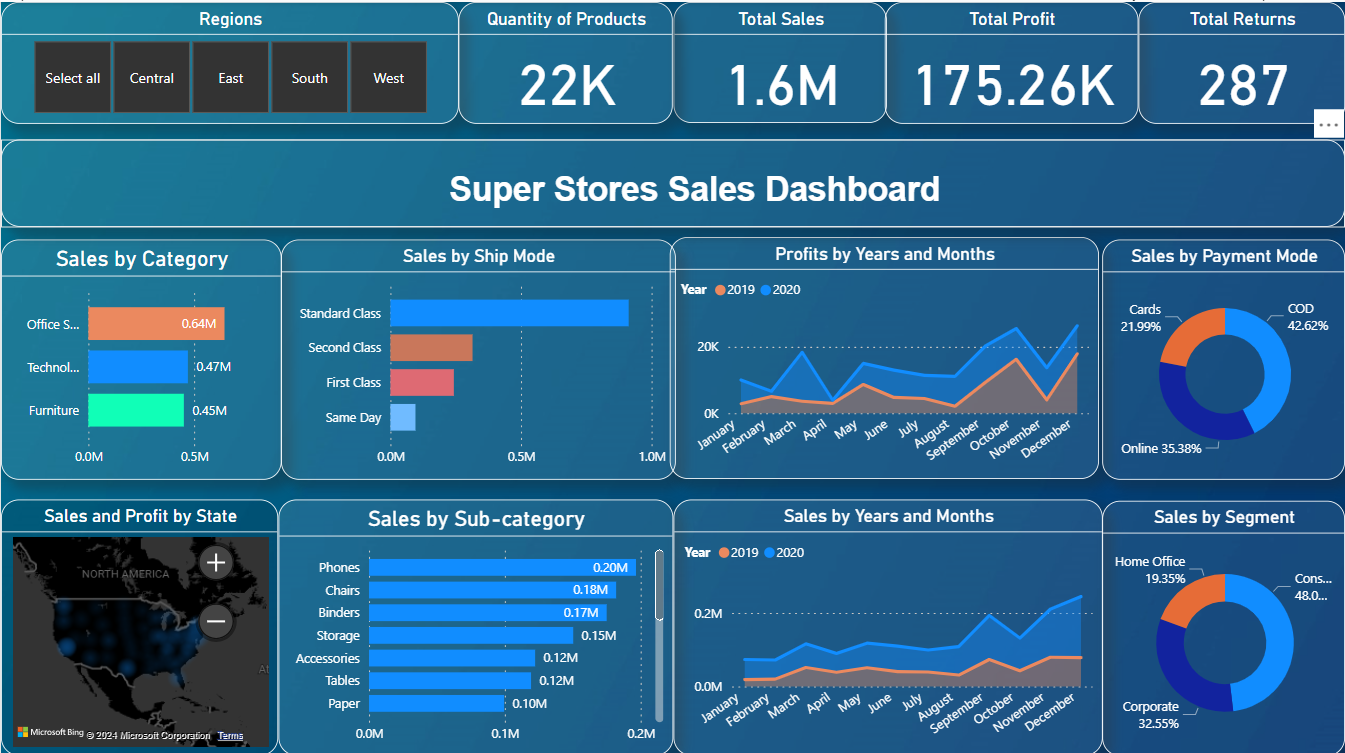 Regions
Select all
Central
East
South
West
Quantity of Products
22K
Total Sales
1.6M
Total Profit
175.26K
Total Returns
287
Super Stores Sales Dashboard
Sales by Category
Office S...
0.64M
Technol...
0.47M
Furniture
0.45M
0.0M 0.5M
Sales by Ship Mode
Standard Class
Second Class
First Class
Same Day
0.0M 0.5M 1.0M
Profits by Years and Months
Year 2019 2020
20K
0K
January
February
March
April
May
June
July
August
September
October
November
December
Sales by Payment Mode
Cards
21.99%
COD
42.62%
Online 35.38%
Sales and Profit by State
NORTH AMERICA
Microsoft Bing
© 2024 Microsoft Corporation Terms
Sales by Sub-category
Phones 0.20M
Chairs 0.18M
Binders 0.17M
Storage 0.15M
Accessories 0.12M
Tables 0.12M
Paper 0.10M
0.0M 0.1M 0.2M
Sales by Years and Months
Year 2019 2020
0.2M
0.0M
January
February
March
April
May
June
July
August
September
October
November
December
Sales by Segment
Home Office
19.35%
Cons...
48.0...
Corporate
32.55%